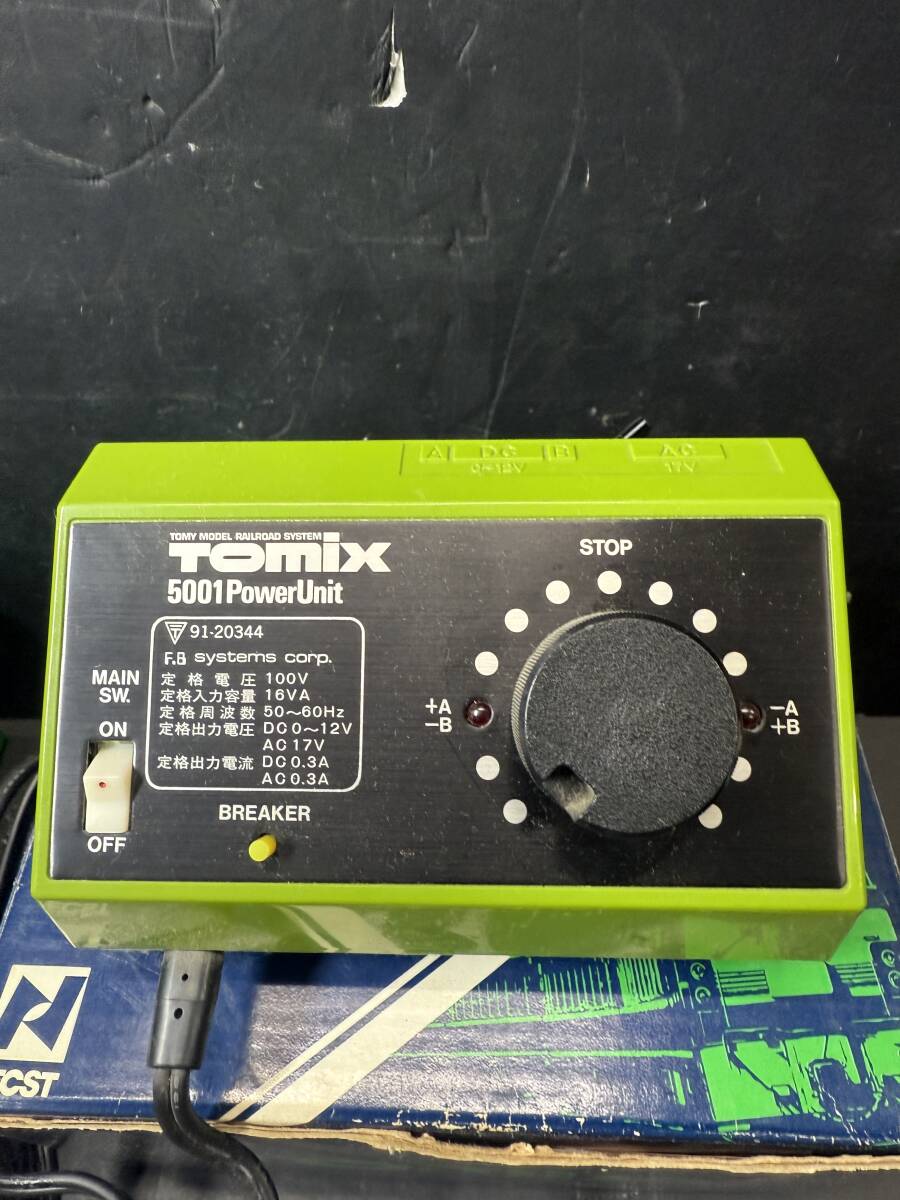 A DC B AC
0~12V 17V
TOMY MODEL RAILROAD SYSTEM
TOMIX
5001 PowerUnit
STOP
〒 91-20344
F.B systems corp.
定格電圧 100V
定格入力容量 16VA
定格周波数 50〜60Hz
定格出力電圧 DC0〜12V
AC17V
定格出力電流 DC0.3A
AC0.3A
MAIN
SW.
ON
OFF
BREAKER
+A
−B
−A
+B